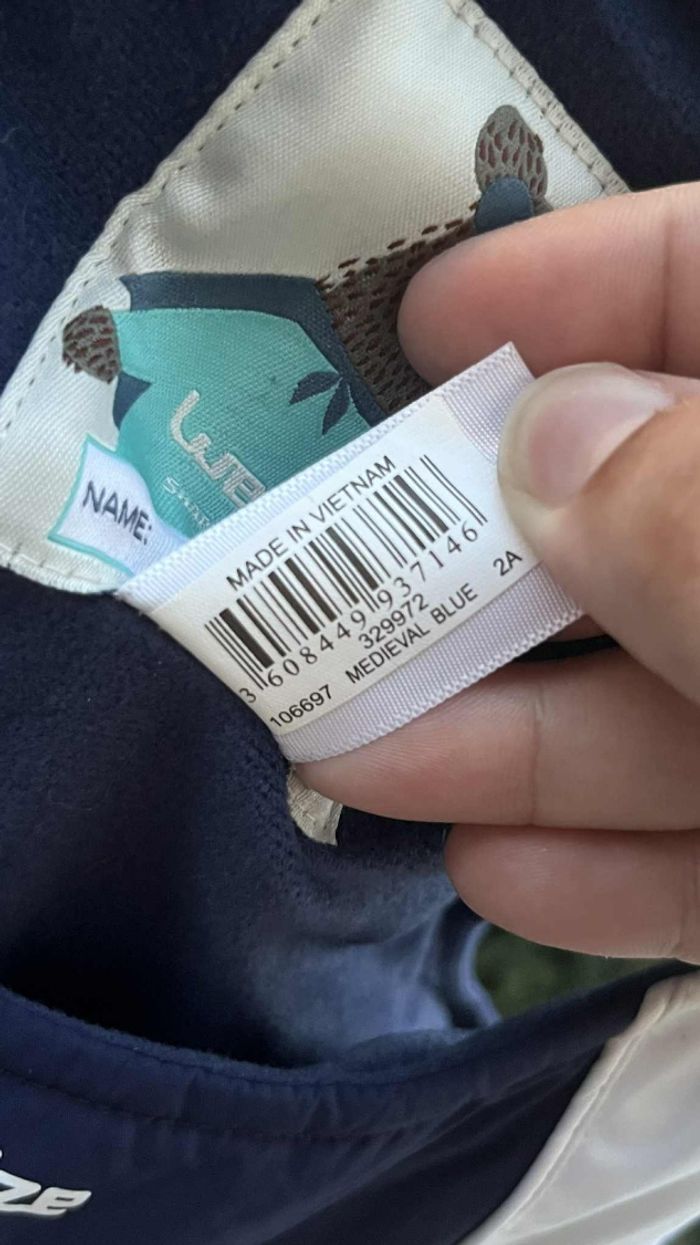 NAME:
MADE IN VIETNAM
3 608449 937146
329972
106697 MEDIEVAL BLUE 2A